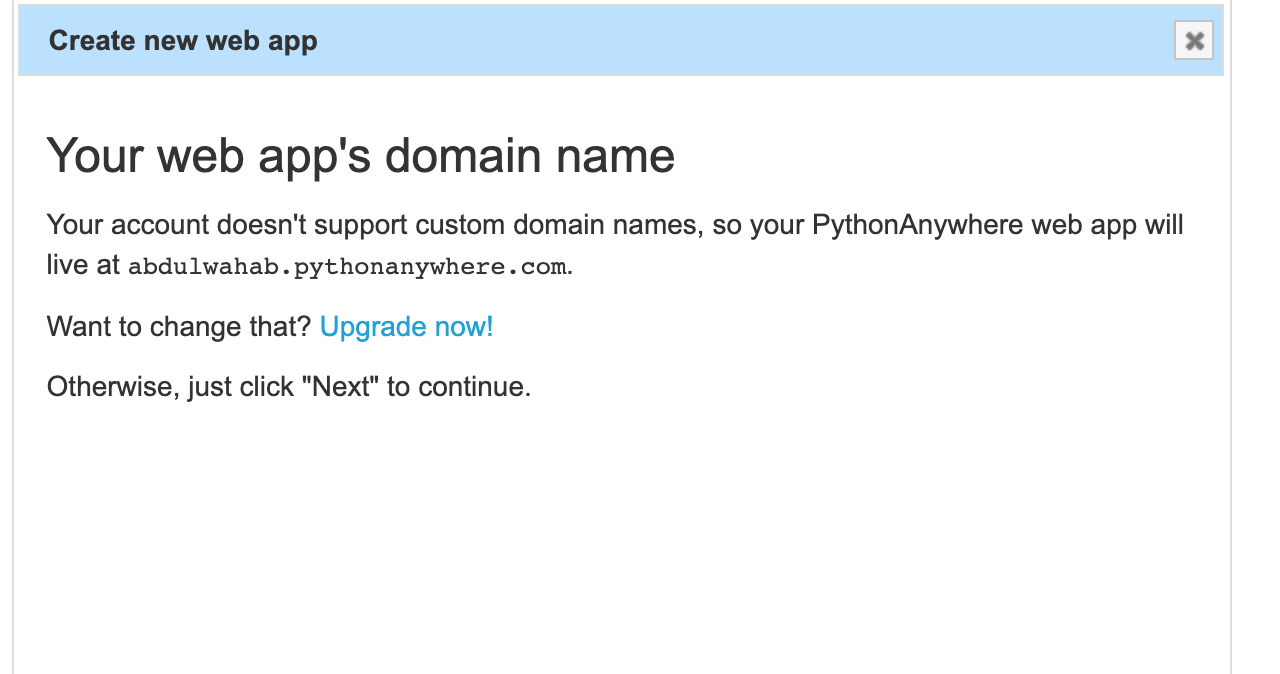 Create new web app
Your web app's domain name
Your account doesn't support custom domain names, so your PythonAnywhere web app will
live at abdulwahab.pythonanywhere.com.
Want to change that? Upgrade now!
Otherwise, just click "Next" to continue.